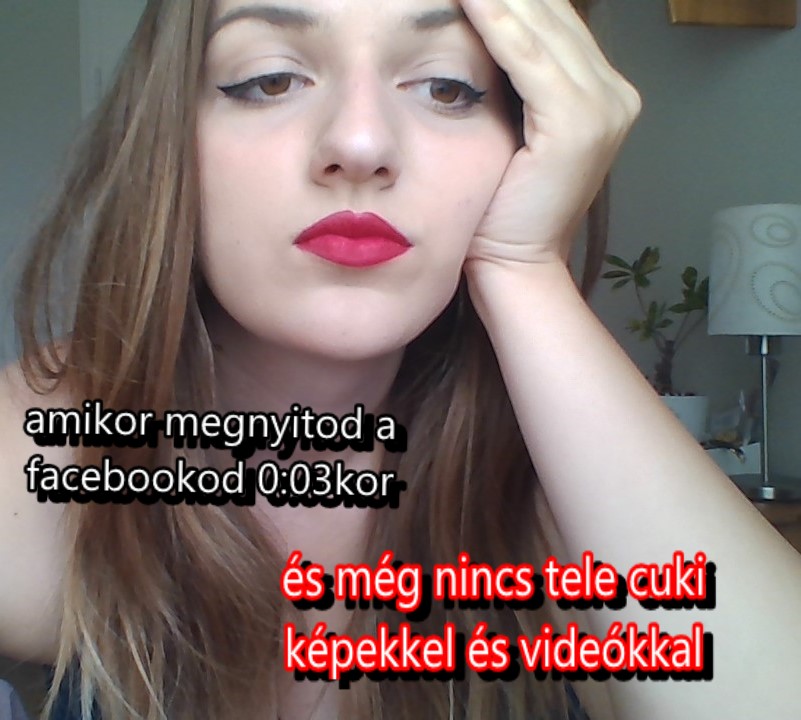 amikor megnyitod a
facebookod 0:03kor
és még nincs tele cuki
képekkel és videókkal